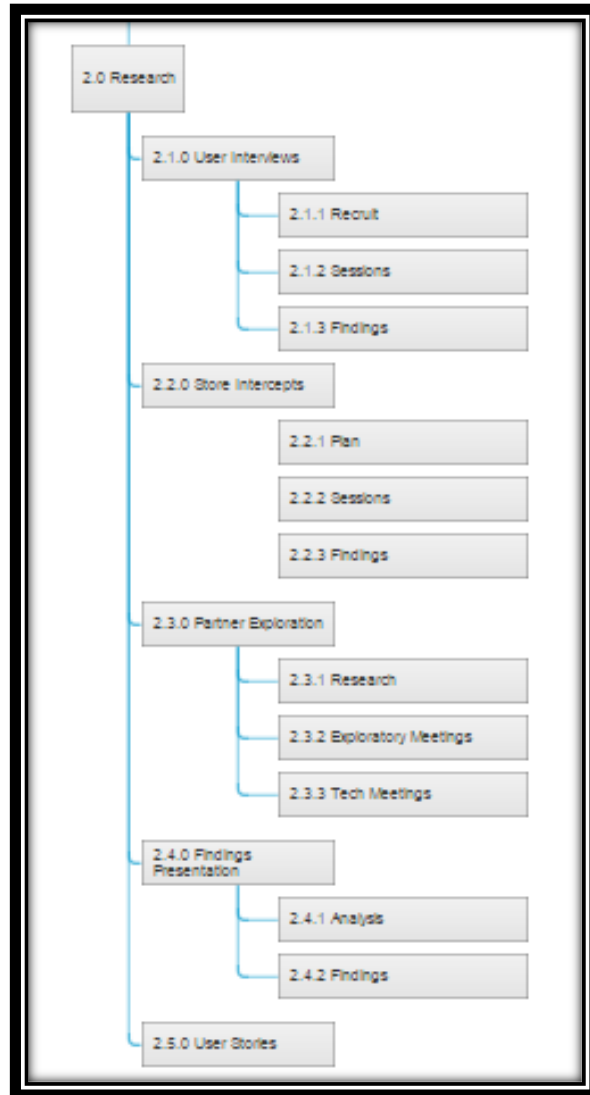 2.0 Research
2.1.0 User Interviews
2.1.1 Recruit
2.1.2 Sessions
2.1.3 Findings
2.2.0 Store Intercepts
2.2.1 Plan
2.2.2 Sessions
2.2.3 Findings
2.3.0 Partner Exploration
2.3.1 Research
2.3.2 Exploratory Meetings
2.3.3 Tech Meetings
2.4.0 Findings
Presentation
2.4.1 Analysis
2.4.2 Findings
2.5.0 User Stories